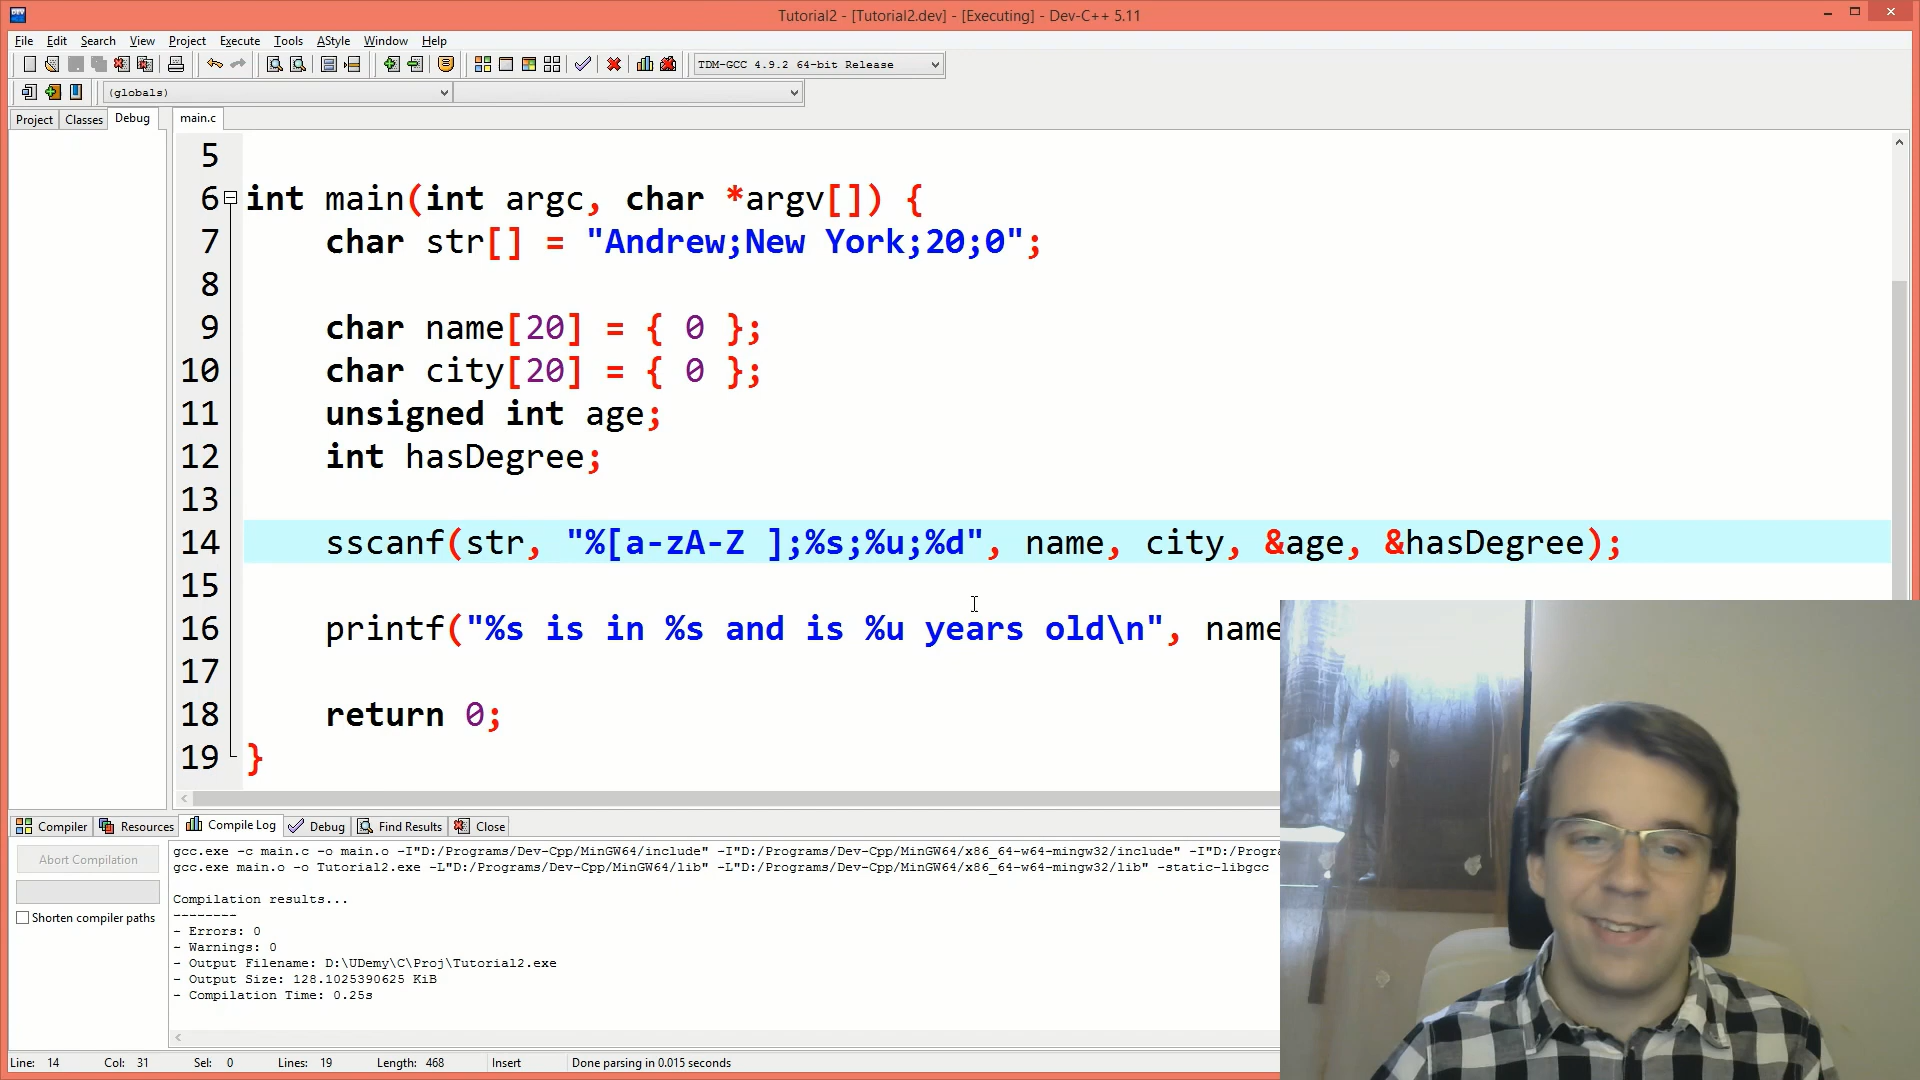 Tutorial2 - [Tutorial2.dev] - [Executing] - Dev-C++ 5.11
File Edit Search View Project Execute Tools AStyle Window Help
TDM-GCC 4.9.2 64-bit Release
(globals)
Project Classes Debug main.c
5
6 int main(int argc, char *argv[]) {
7 char str[] = "Andrew;New York;20;0";
8
9 char name[20] = { 0 };
10 char city[20] = { 0 };
11 unsigned int age;
12 int hasDegree;
13
14 sscanf(str, "%[a-zA-Z ];%s;%u;%d", name, city, &age, &hasDegree);
15
16 printf("%s is in %s and is %u years old\n", name
17
18 return 0;
19 }
Compiler Resources Compile Log Debug Find Results Close
Abort Compilation
Shorten compiler paths
gcc.exe -c main.c -o main.o -I"D:/Programs/Dev-Cpp/MinGW64/include" -I"D:/Programs/Dev-Cpp/MinGW64/x86_64-w64-mingw32/include" -I"D:/Progra
gcc.exe main.o -o Tutorial2.exe -L"D:/Programs/Dev-Cpp/MinGW64/lib" -L"D:/Programs/Dev-Cpp/MinGW64/x86_64-w64-mingw32/lib" -static-libgcc
Compilation results...
--------
- Errors: 0
- Warnings: 0
- Output Filename: D:\UDemy\C\Proj\Tutorial2.exe
- Output Size: 128.1025390625 KiB
- Compilation Time: 0.25s
Line: 14 Col: 31 Sel: 0 Lines: 19 Length: 468 Insert Done parsing in 0.015 seconds